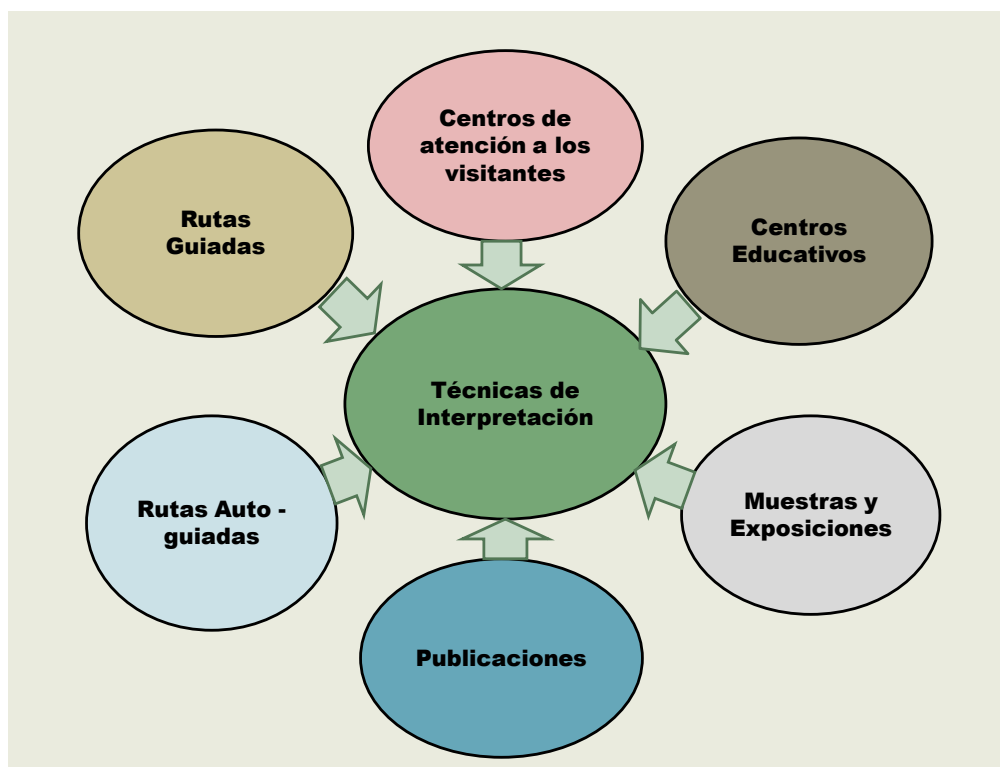 Centros de
atención a los
visitantes
Rutas
Guiadas
Centros
Educativos
Técnicas de
Interpretación
Rutas Auto -
guiadas
Muestras y
Exposiciones
Publicaciones